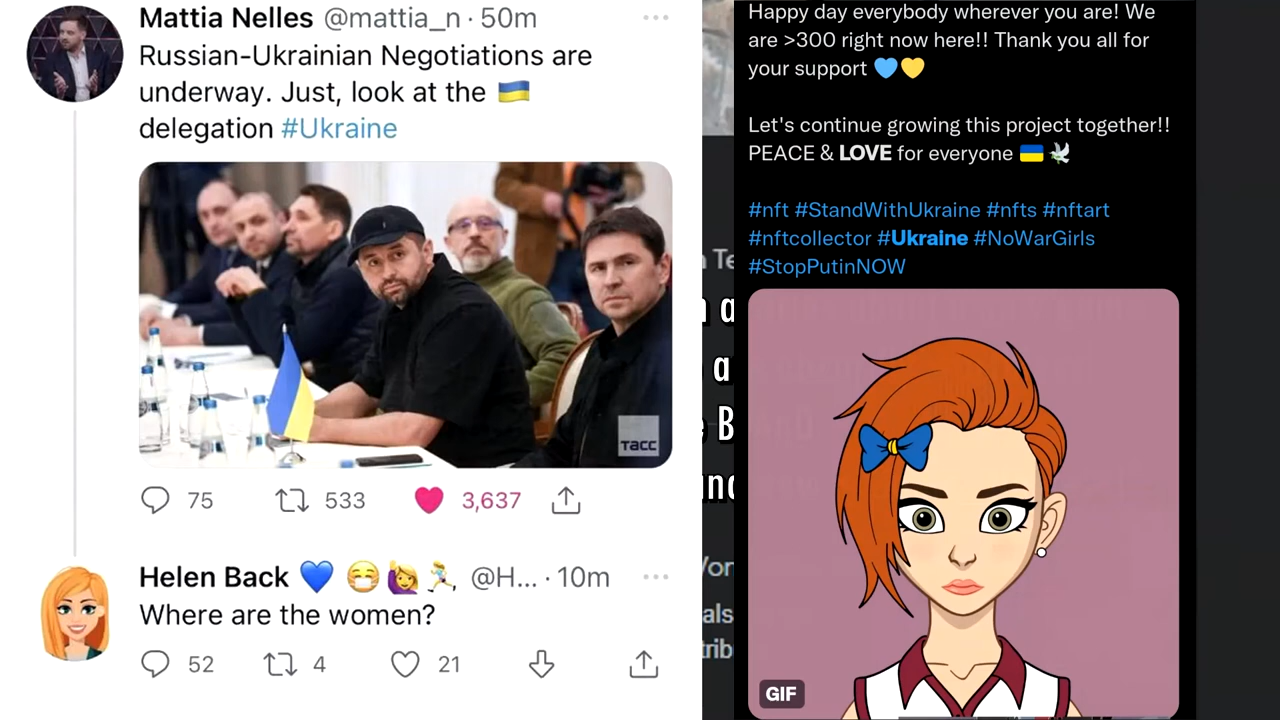 Mattia Nelles @mattia_n · 50m
Russian-Ukrainian Negotiations are
underway. Just, look at the 🇺🇦
delegation #Ukraine
тасс
75 533 3,637
Helen Back 💙 😷 🙋‍♀️ 🏃‍♀️ @H... · 10m
Where are the women?
52 4 21
Happy day everybody wherever you are! We
are >300 right now here!! Thank you all for
your support 💙💛
Let's continue growing this project together!!
PEACE & LOVE for everyone 🇺🇦 🕊️
#nft #StandWithUkraine #nfts #nftart
#nftcollector #Ukraine #NoWarGirls
#StopPutinNOW
GIF